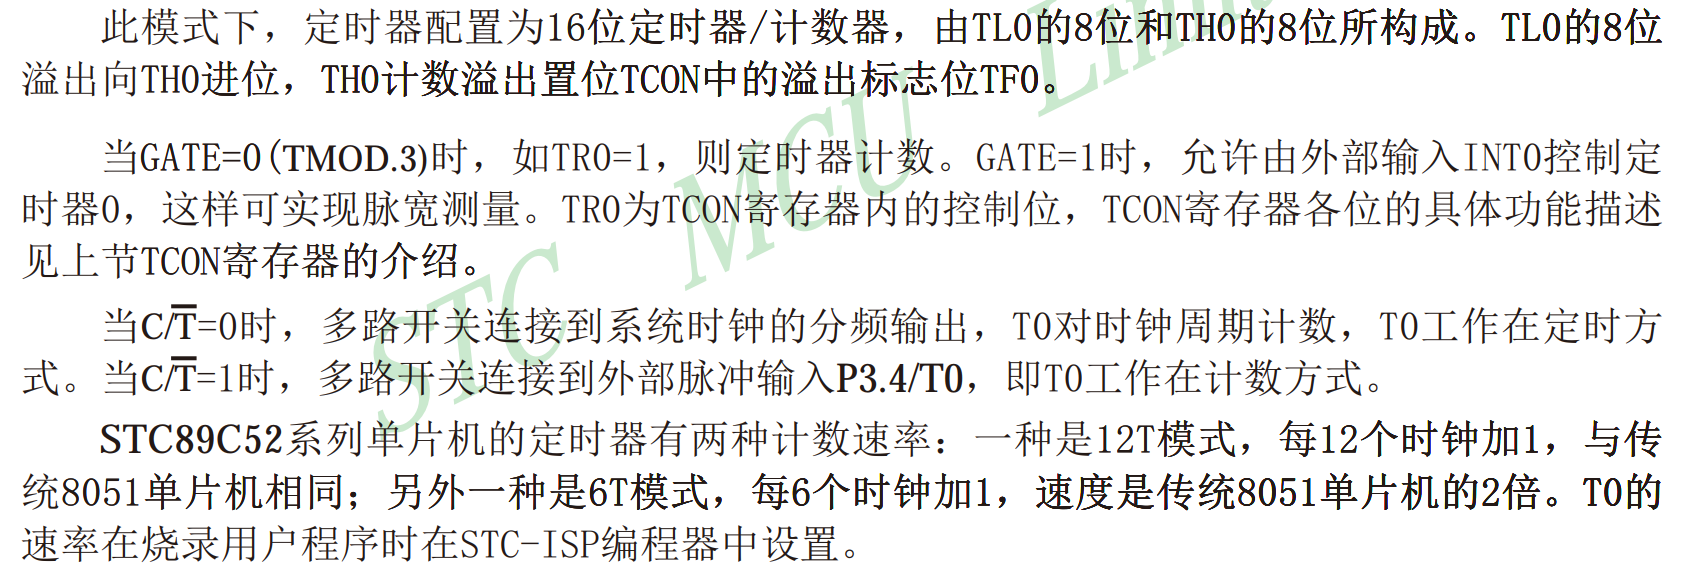 此模式下，定时器配置为16位定时器/计数器，由TL0的8位和TH0的8位所构成。TL0的8位
溢出向TH0进位，TH0计数溢出置位TCON中的溢出标志位TF0。
当GATE=0(TMOD.3)时，如TR0=1，则定时器计数。GATE=1时，允许由外部输入INT0控制定
时器0，这样可实现脉宽测量。TR0为TCON寄存器内的控制位，TCON寄存器各位的具体功能描述
见上节TCON寄存器的介绍。
当C/T̅=0时，多路开关连接到系统时钟的分频输出，T0对时钟周期计数，T0工作在定时方
式。当C/T̅=1时，多路开关连接到外部脉冲输入P3.4/T0，即T0工作在计数方式。
STC89C52系列单片机的定时器有两种计数速率：一种是12T模式，每12个时钟加1，与传
统8051单片机相同；另外一种是6T模式，每6个时钟加1，速度是传统8051单片机的2倍。T0的
速率在烧录用户程序时在STC-ISP编程器中设置。
STC MCU